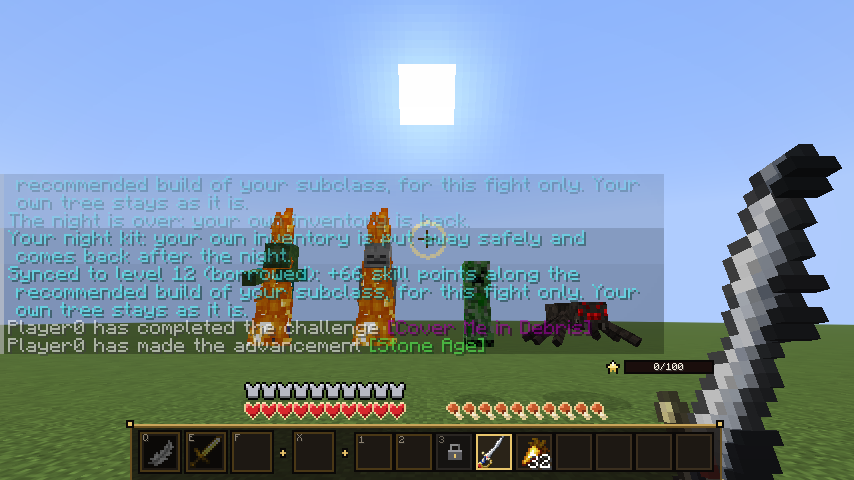 recommended build of your subclass, for this fight only. Your
own tree stays as it is.
The night is over: your own inventory is back.
Your night kit: your own inventory is put away safely and
comes back after the night.
Synced to level 12 (borrowed): +66 skill points along the
recommended build of your subclass, for this fight only. Your
own tree stays as it is.
Player0 has completed the challenge [Cover Me in Debris]
Player0 has made the advancement [Stone Age]
0/100
Q E F X 1 2 3
32